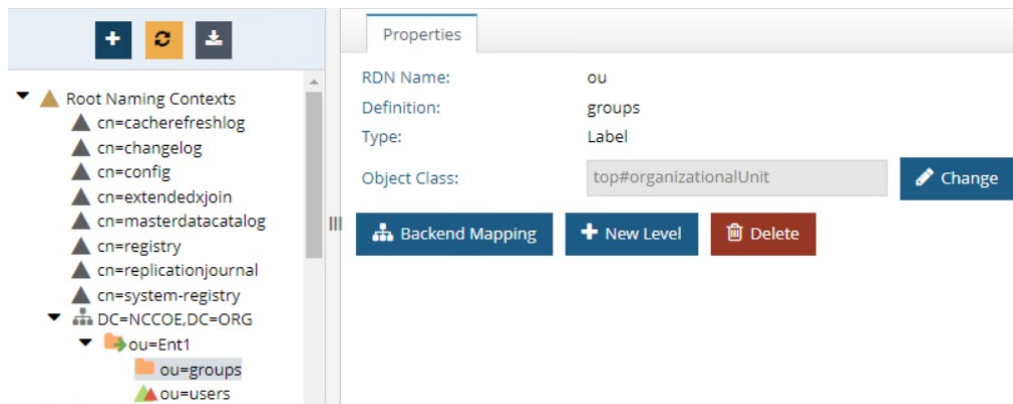 Root Naming Contexts
cn=cacherefreshlog
cn=changelog
cn=config
cn=extendedxjoin
cn=masterdatacatalog
cn=registry
cn=replicationjournal
cn=system-registry
DC=NCCOE,DC=ORG
ou=Ent1
ou=groups
ou=users
Properties
RDN Name: ou
Definition: groups
Type: Label
Object Class: top#organizationalUnit Change
Backend Mapping New Level Delete